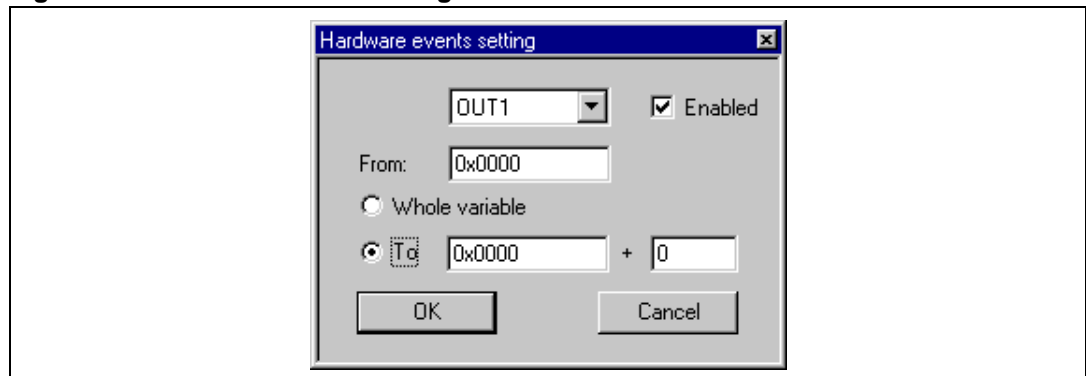 Hardware events setting
OUT1 Enabled
From: 0x0000
Whole variable
To 0x0000 + 0
OK Cancel